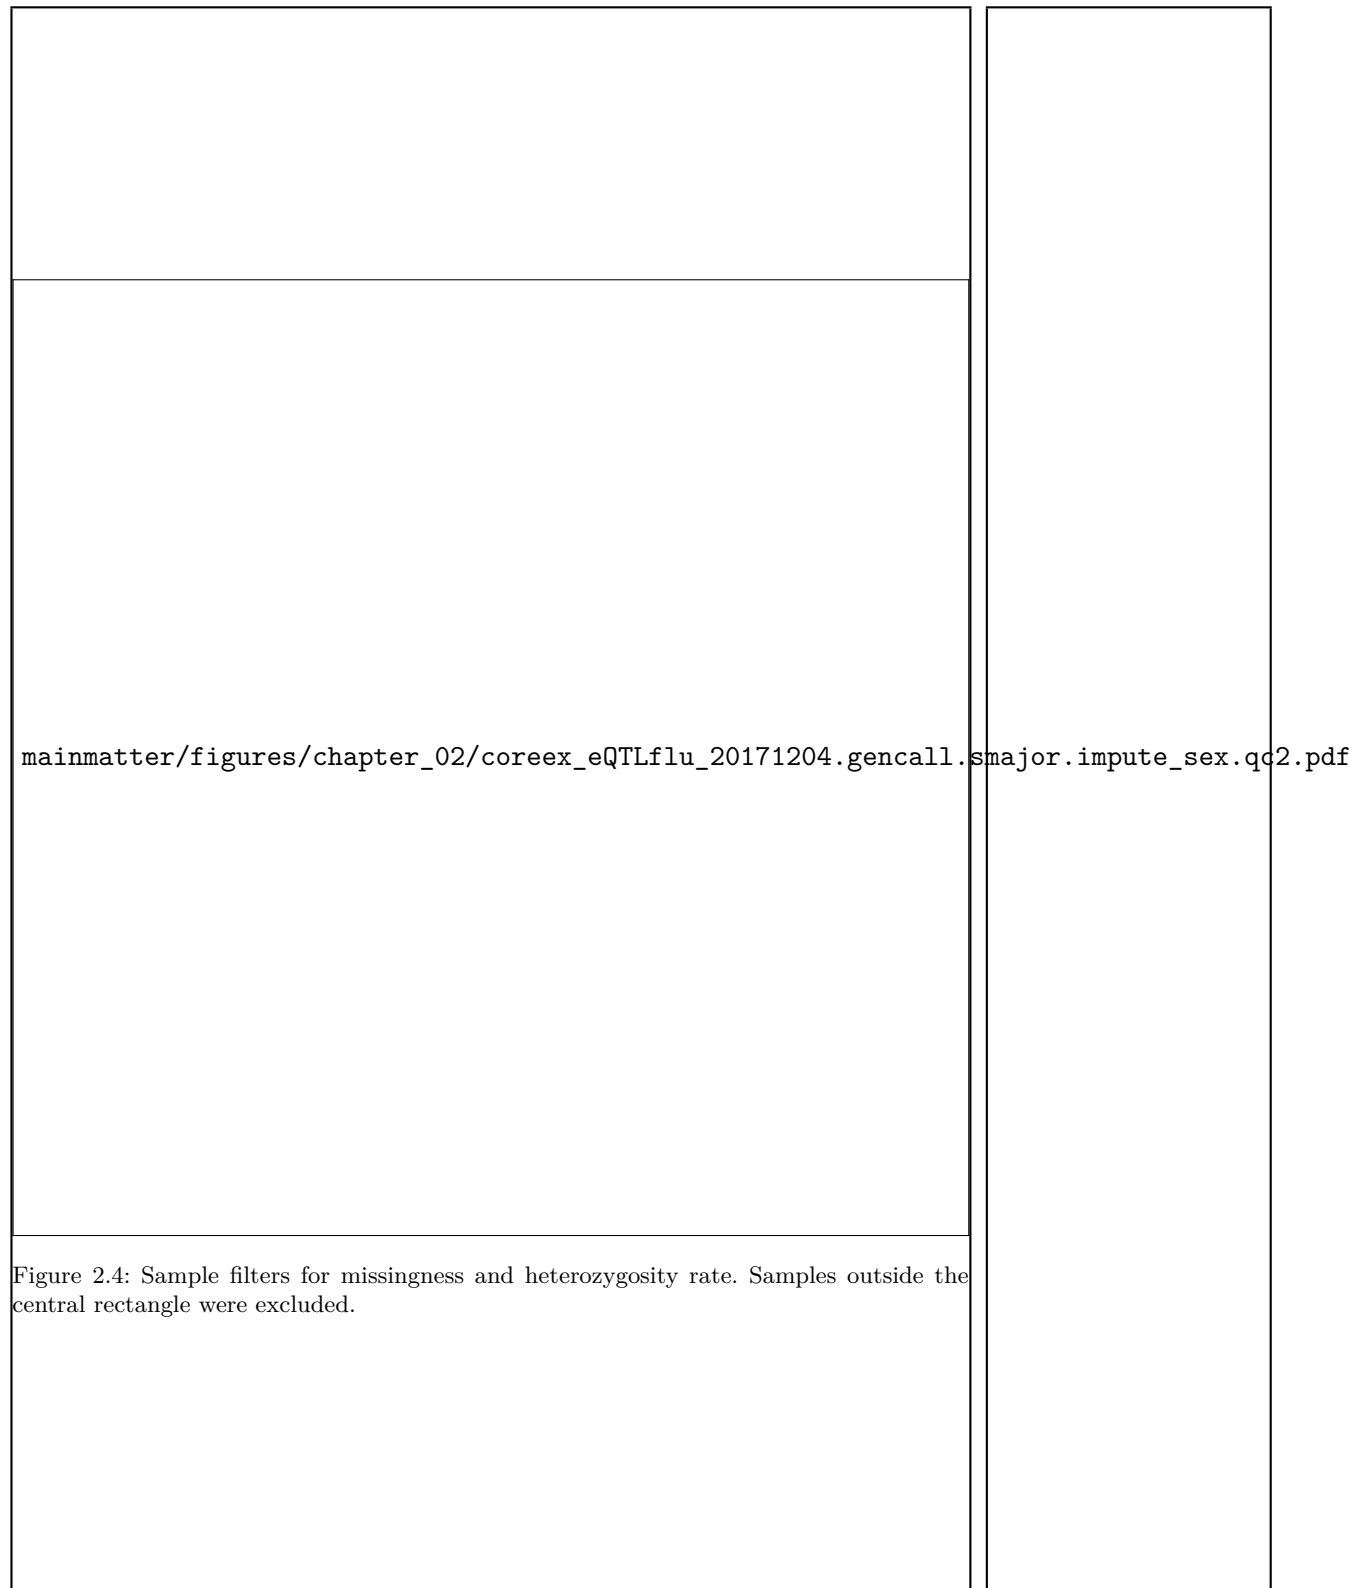 mainmatter/figures/chapter_02/coreex_eQTLflu_20171204.gencall.smajor.impute_sex.qc2.pdf
Figure 2.4: Sample filters for missingness and heterozygosity rate. Samples outside the
central rectangle were excluded.